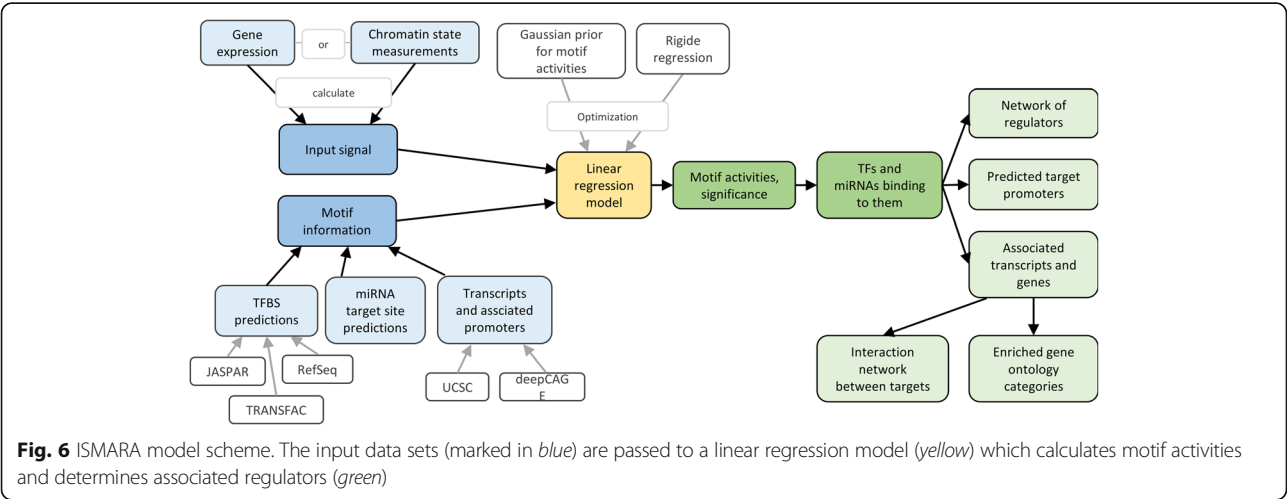 Gene
expression
or
Chromatin state
measurements
calculate
Input signal
Gaussian prior
for motif
activities
Rigide
regression
Optimization
Linear
regression
model
Motif
information
TFBS
predictions
miRNA
target site
predictions
Transcripts
and assciated
promoters
JASPAR
TRANSFAC
RefSeq
UCSC
deepCAG
E
Motif activities,
significance
TFs and
miRNAs binding
to them
Network of
regulators
Predicted target
promoters
Associated
transcripts and
genes
Interaction
network
between targets
Enriched gene
ontology
categories
Fig. 6 ISMARA model scheme. The input data sets (marked in blue) are passed to a linear regression model (yellow) which calculates motif activities
and determines associated regulators (green)